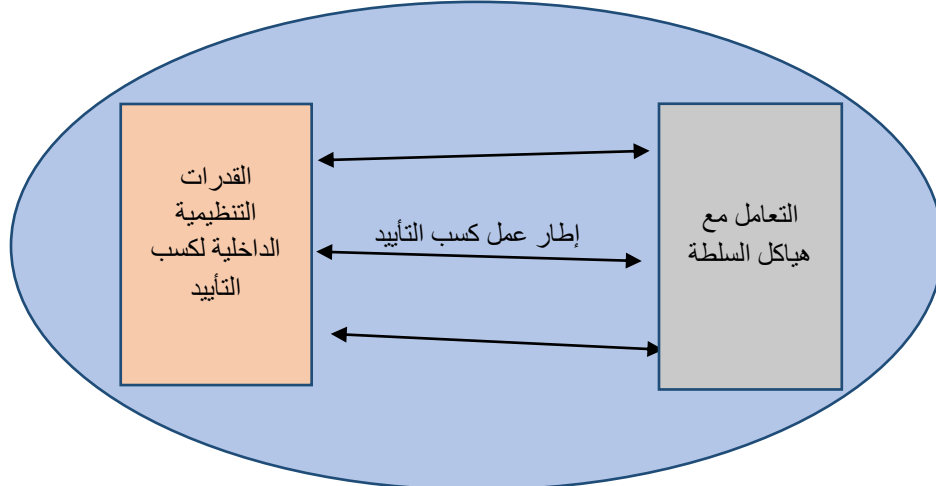 التعامل مع
هياكل السلطة
إطار عمل كسب التأييد
القدرات
التنظيمية
الداخلية لكسب
التأييد